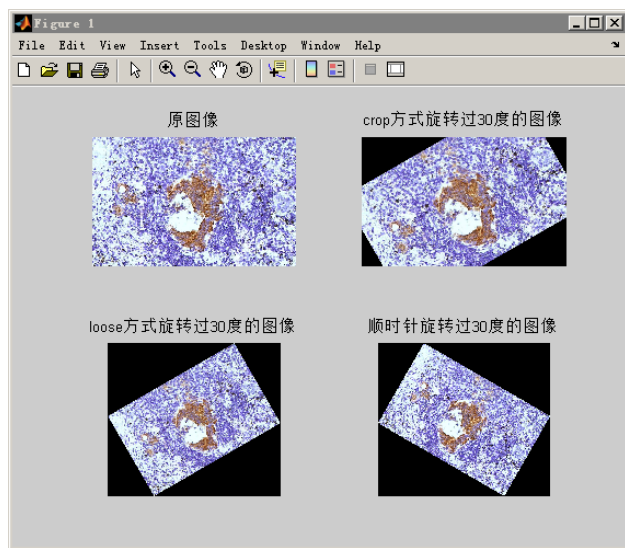 Figure 1
File Edit View Insert Tools Desktop Window Help
原图像
crop方式旋转过30度的图像
loose方式旋转过30度的图像
顺时针旋转过30度的图像